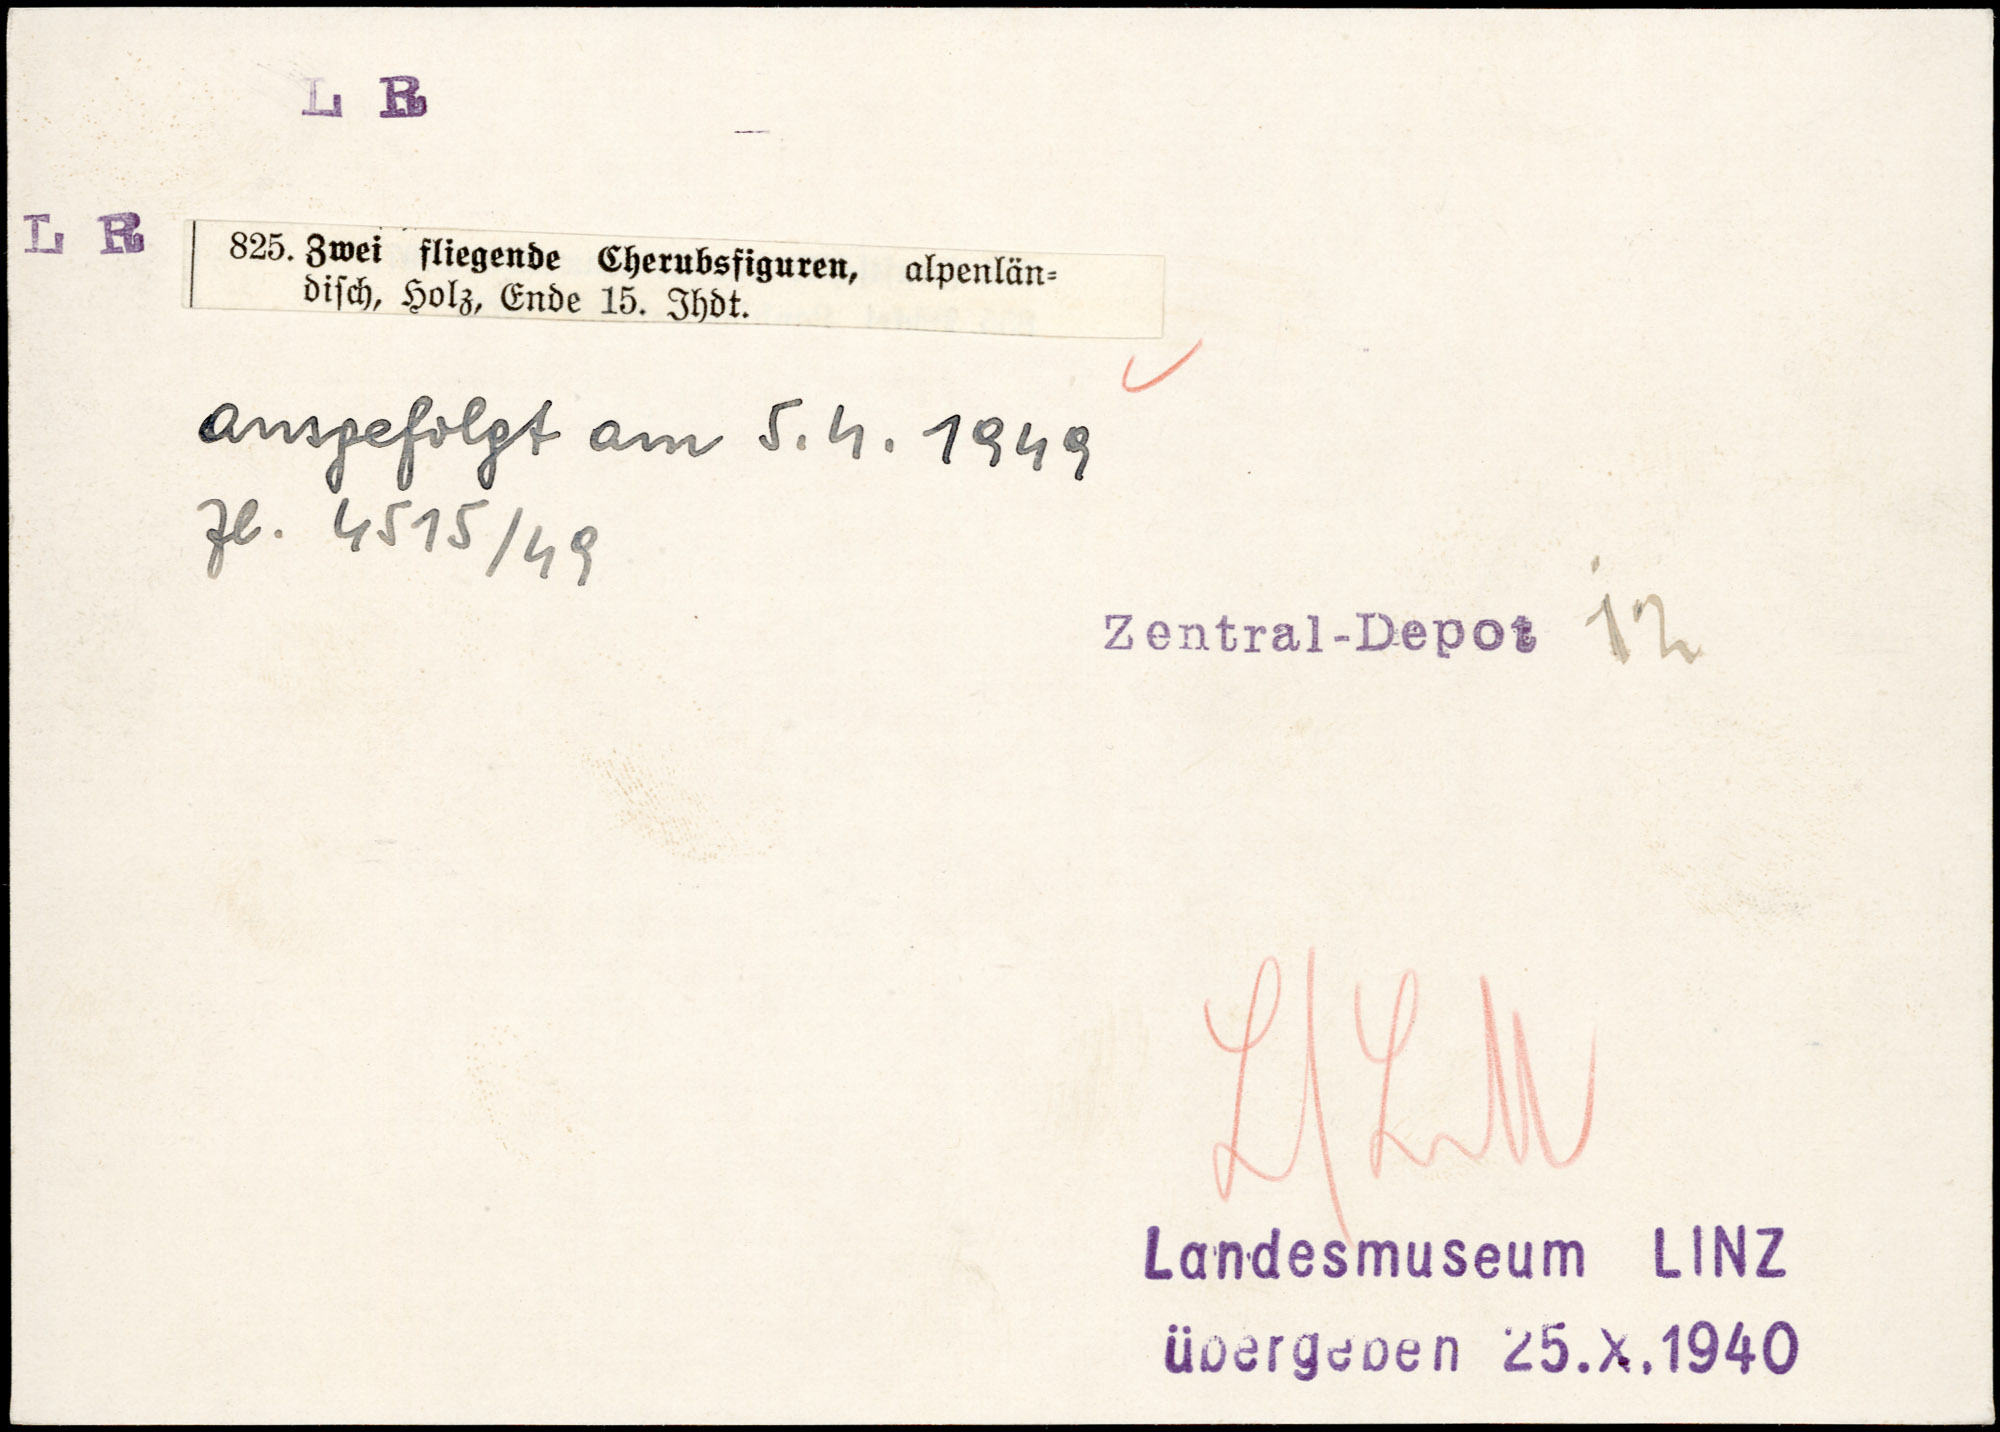 L R
L R
825. Zwei fliegende Cherubsfiguren, alpenlän-
disch, Holz, Ende 15. Jhdt.
ausgefolgt am 5.4.1949
Zl. 4515/49
Zentral-Depot 12
Landesmuseum LINZ
übergeben 25.X.1940